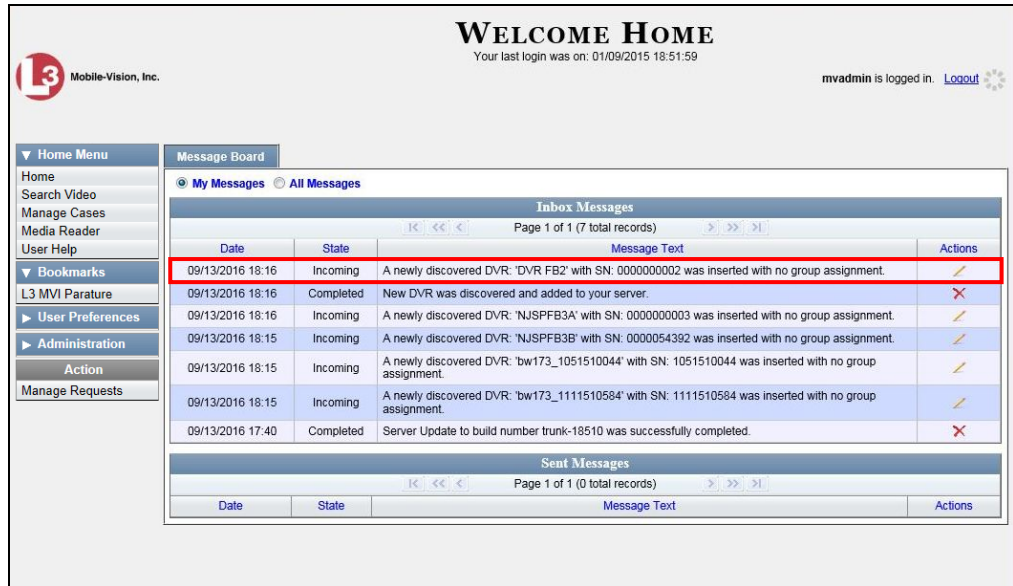 WELCOME HOME
Your last login was on: 01/09/2015 18:51:59
L3 Mobile-Vision, Inc.
mvadmin is logged in. Logout
▼ Home Menu
Home
Search Video
Manage Cases
Media Reader
User Help
▼ Bookmarks
L3 MVI Parature
▶ User Preferences
▶ Administration
Action
Manage Requests
Message Board
My Messages All Messages
Inbox Messages
|< << < Page 1 of 1 (7 total records) > >> >|
Date State Message Text Actions
09/13/2016 18:16 Incoming A newly discovered DVR: 'DVR FB2' with SN: 0000000002 was inserted with no group assignment.
09/13/2016 18:16 Completed New DVR was discovered and added to your server.
09/13/2016 18:16 Incoming A newly discovered DVR: 'NJSPFB3A' with SN: 0000000003 was inserted with no group assignment.
09/13/2016 18:15 Incoming A newly discovered DVR: 'NJSPFB3B' with SN: 0000054392 was inserted with no group assignment.
09/13/2016 18:15 Incoming A newly discovered DVR: 'bw173_1051510044' with SN: 1051510044 was inserted with no group
assignment.
09/13/2016 18:15 Incoming A newly discovered DVR: 'bw173_1111510584' with SN: 1111510584 was inserted with no group
assignment.
09/13/2016 17:40 Completed Server Update to build number trunk-18510 was successfully completed.
Sent Messages
|< << < Page 1 of 1 (0 total records) > >> >|
Date State Message Text Actions